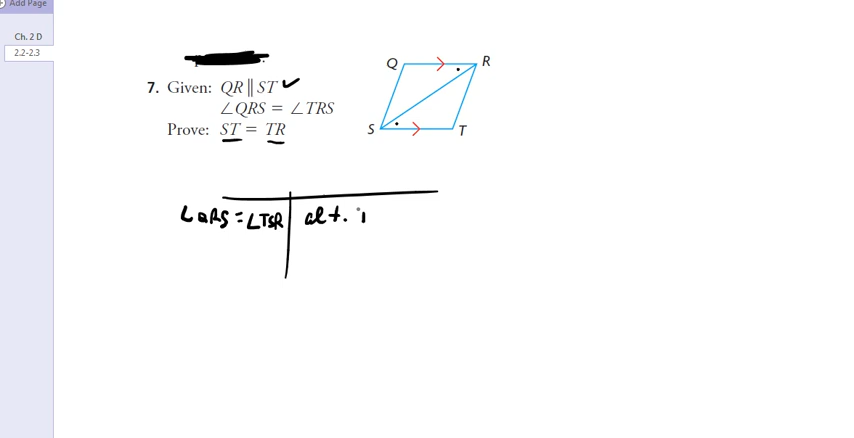 Add Page
Ch. 2 D
2.2-2.3
7. Given: QR || ST ✓
∠QRS = ∠TRS
Prove: ST = TR
Q
R
S
T
∠QRS = ∠TSR
alt. i